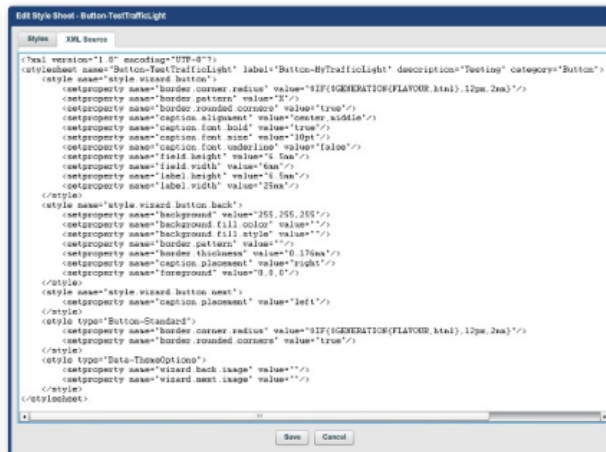 Edit Style Sheet - Button-TestTrafficLight
Styles XML Source
<?xml version="1.0" encoding="UTF-8"?>
<stylesheet name="Button-TestTrafficLight" label="Button-MyTrafficLight" description="Testing" category="Button">
<style name="style.wizard button">
<setproperty name="border.corner.radius" value="$IF{$GENERATION{FLAVOUR,html},12px,2mm}"/>
<setproperty name="border.pattern" value="X"/>
<setproperty name="border.rounded.corners" value="true"/>
<setproperty name="caption.alignment" value="center,middle"/>
<setproperty name="caption.font.bold" value="true"/>
<setproperty name="caption.font.size" value="10pt"/>
<setproperty name="caption.font.underline" value="false"/>
<setproperty name="field.height" value="6.5mm"/>
<setproperty name="field.width" value="6mm"/>
<setproperty name="label.height" value="6.5mm"/>
<setproperty name="label.width" value="25mm"/>
</style>
<style name="style.wizard.button.back">
<setproperty name="background" value="255,255,255"/>
<setproperty name="background.fill.color" value=""/>
<setproperty name="background.fill.style" value=""/>
<setproperty name="border.pattern" value=""/>
<setproperty name="border.thickness" value="0.176mm"/>
<setproperty name="caption.placement" value="right"/>
<setproperty name="foreground" value="0,0,0"/>
</style>
<style name="style.wizard.button.next">
<setproperty name="caption.placement" value="left"/>
</style>
<style type="Button-Standard">
<setproperty name="border.corner.radius" value="$IF{$GENERATION{FLAVOUR,html},12px,2mm}"/>
<setproperty name="border.rounded.corners" value="true"/>
</style>
<style type="Data-ThemeOptions">
<setproperty name="wizard.back.image" value=""/>
<setproperty name="wizard.next.image" value=""/>
</style>
</stylesheet>
Save Cancel